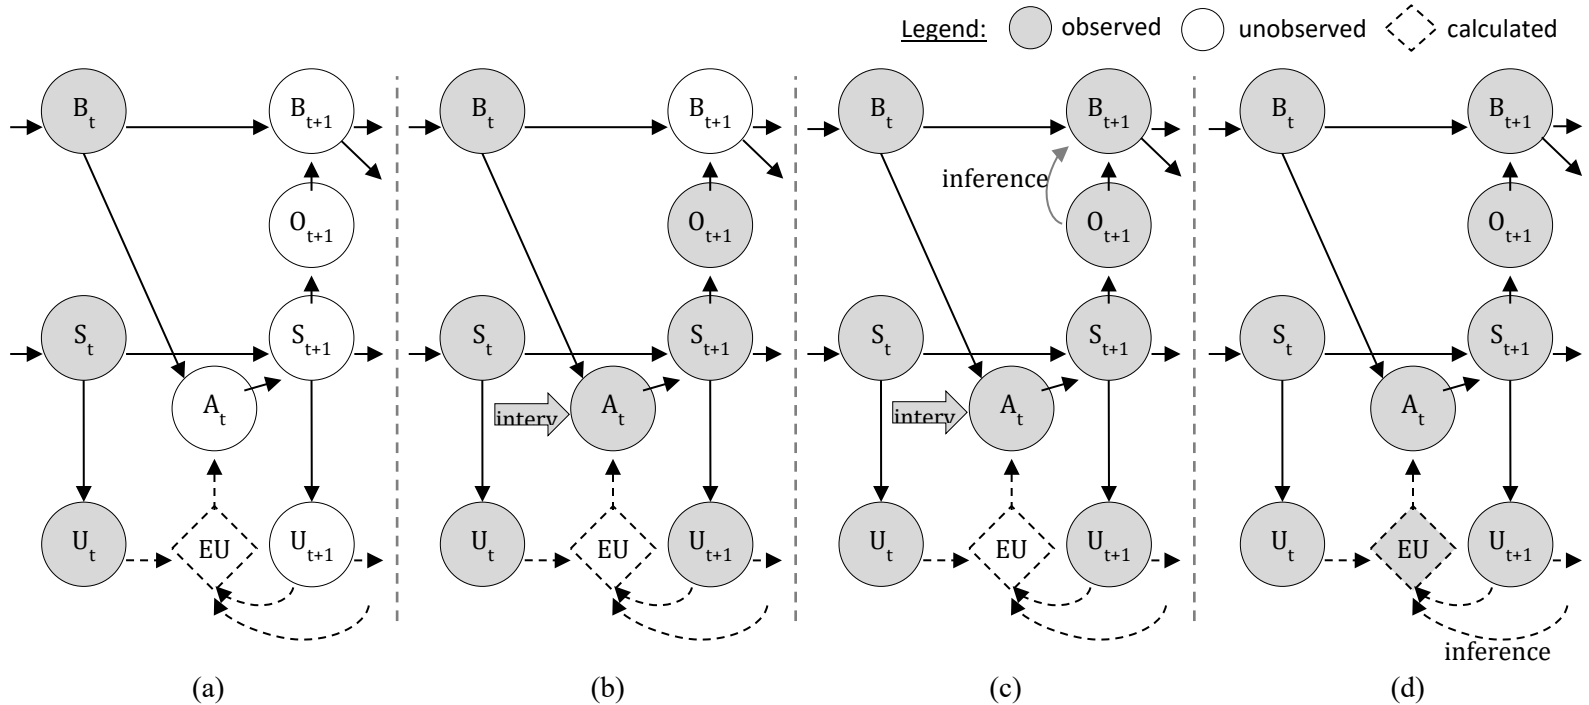 Legend: observed unobserved calculated
B t B t+1 B t B t+1 B t B t+1 B t B t+1
inference
O t+1 O t+1 O t+1 O t+1
S t S t+1 S t S t+1 S t S t+1 S t S t+1
A t interv A t interv A t A t
U t EU U t+1 U t EU U t+1 U t EU U t+1 U t EU U t+1
inference
(a) (b) (c) (d)